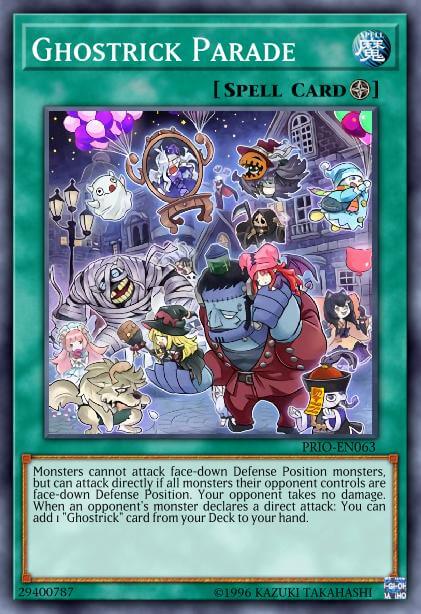 Ghostrick Parade
SPELL
魔
[Spell Card]
PRIO-EN063
Monsters cannot attack face-down Defense Position monsters,
but can attack directly if all monsters their opponent controls are
face-down Defense Position. Your opponent takes no damage.
When an opponent's monster declares a direct attack: You can
add 1 "Ghostrick" card from your Deck to your hand.
29400787
©1996 KAZUKI TAKAHASHI